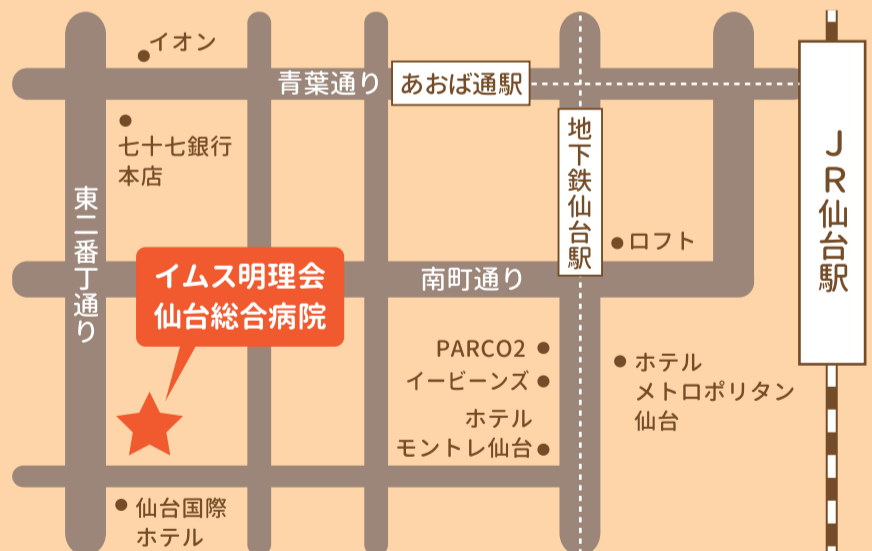 イオン
青葉通り
あおば通駅
七十七銀行
本店
地下鉄仙台駅
JR仙台駅
東二番丁通り
ロフト
イムス明理会
仙台総合病院
南町通り
PARCO2
イービーンズ
ホテル
モントレ仙台
ホテル
メトロポリタン
仙台
仙台国際
ホテル